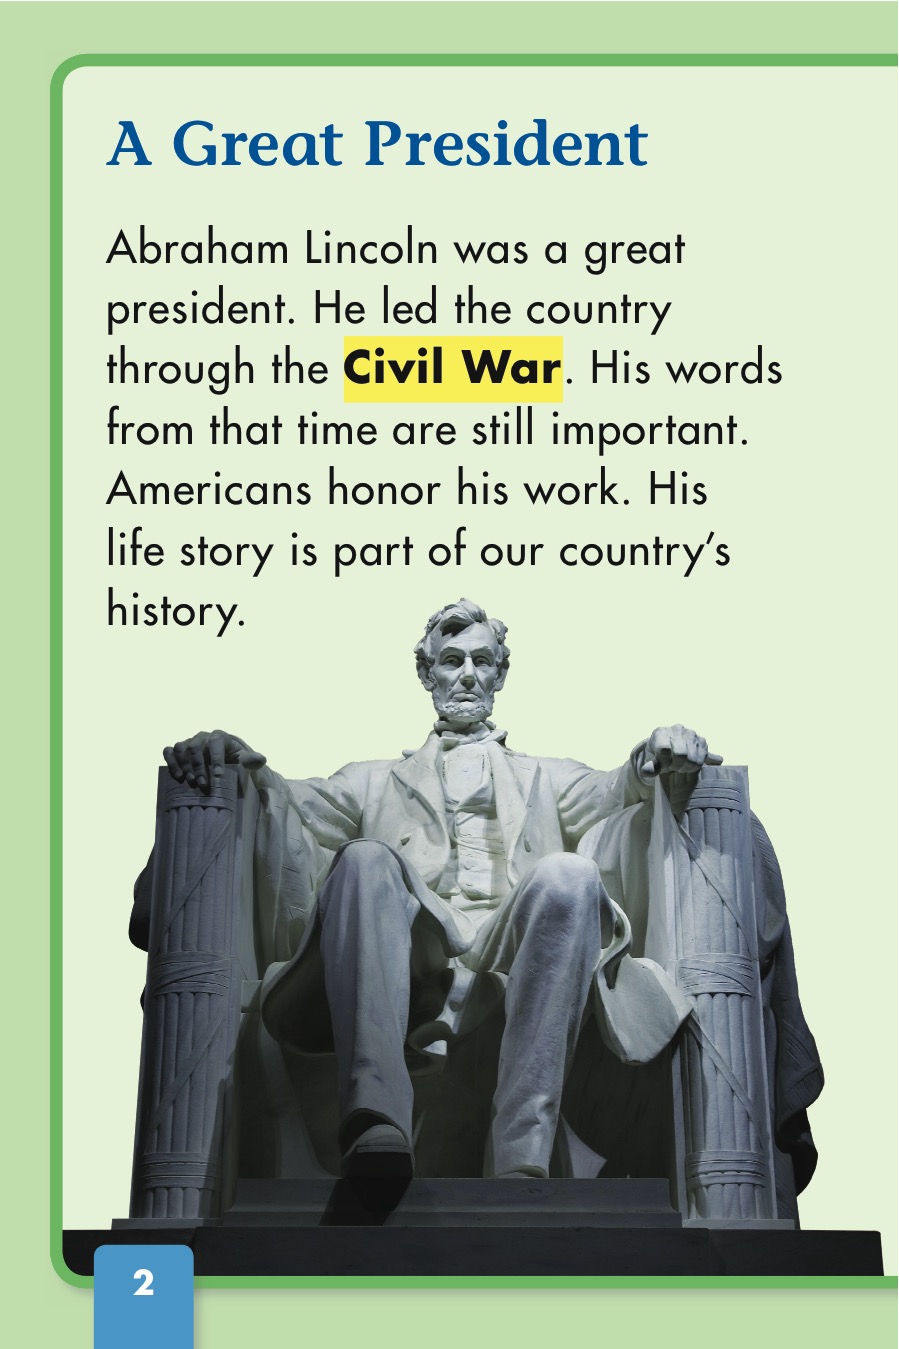 A Great President
Abraham Lincoln was a great
president. He led the country
through the Civil War. His words
from that time are still important.
Americans honor his work. His
life story is part of our country’s
history.
2